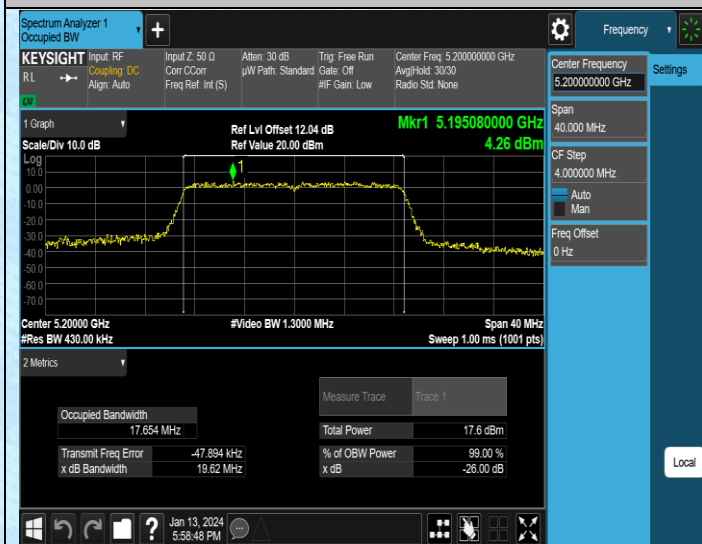 Spectrum Analyzer 1
Occupied BW
Frequency
KEYSIGHT
RL
LXI
Input: RF
Coupling: DC
Align: Auto
Input Z: 50 Ω
Corr CCorr
Freq Ref: Int (S)
Atten: 30 dB
µW Path: Standard
Trig: Free Run
Gate: Off
#IF Gain: Low
Center Freq: 5.200000000 GHz
Avg|Hold: 30/30
Radio Std: None
Center Frequency
5.200000000 GHz
Settings
Span
40.000 MHz
CF Step
4.000000 MHz
Auto
Man
Freq Offset
0 Hz
Local
1 Graph
Scale/Div 10.0 dB
Ref Lvl Offset 12.04 dB
Ref Value 20.00 dBm
Mkr1 5.195080000 GHz
4.26 dBm
Log
10.0
0.00
-10.0
-20.0
-30.0
-40.0
-50.0
-60.0
-70.0
1
Center 5.20000 GHz
#Res BW 430.00 kHz
#Video BW 1.3000 MHz
Span 40 MHz
Sweep 1.00 ms (1001 pts)
2 Metrics
Measure Trace
Trace 1
Occupied Bandwidth
17.654 MHz
Total Power
17.6 dBm
Transmit Freq Error
-47.894 kHz
% of OBW Power
99.00 %
x dB Bandwidth
19.62 MHz
x dB
-26.00 dB
?
Jan 13, 2024
5:58:48 PM